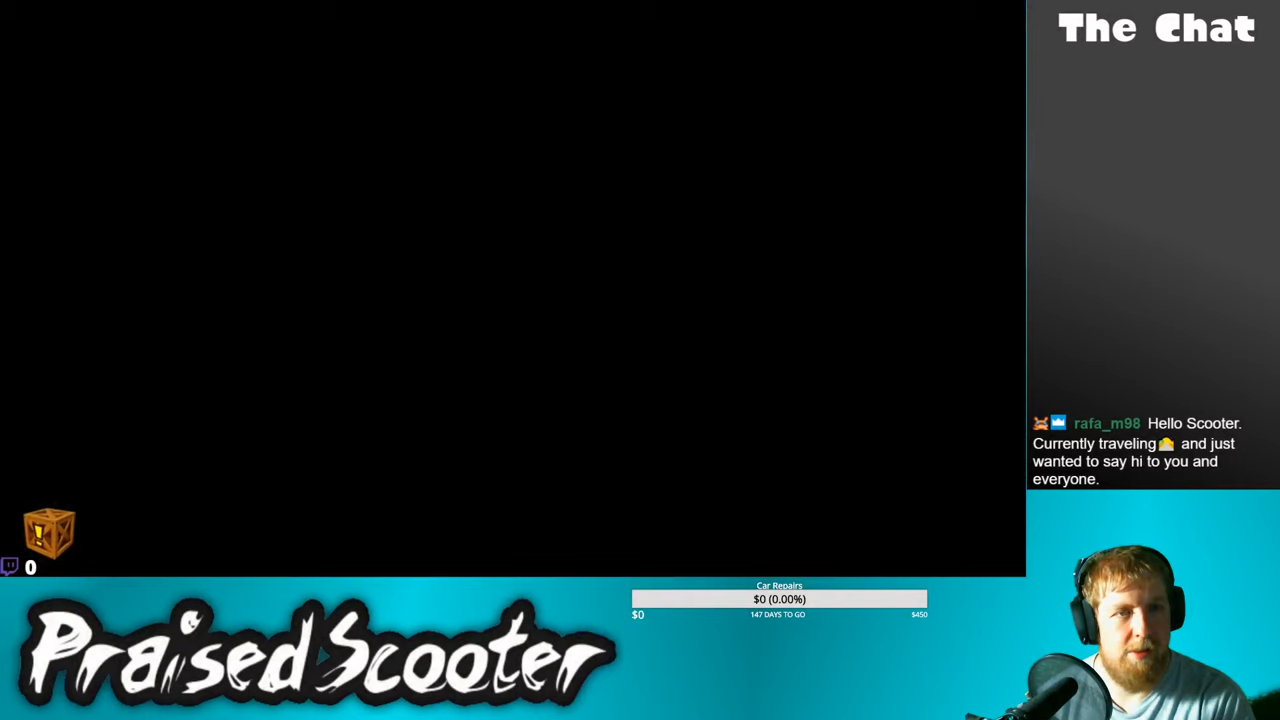 The Chat
rafa_m98 Hello Scooter.
Currently traveling and just
wanted to say hi to you and
everyone.
!
0
Car Repairs
$0 (0.00%)
$0 147 DAYS TO GO $450
PraisedScooter